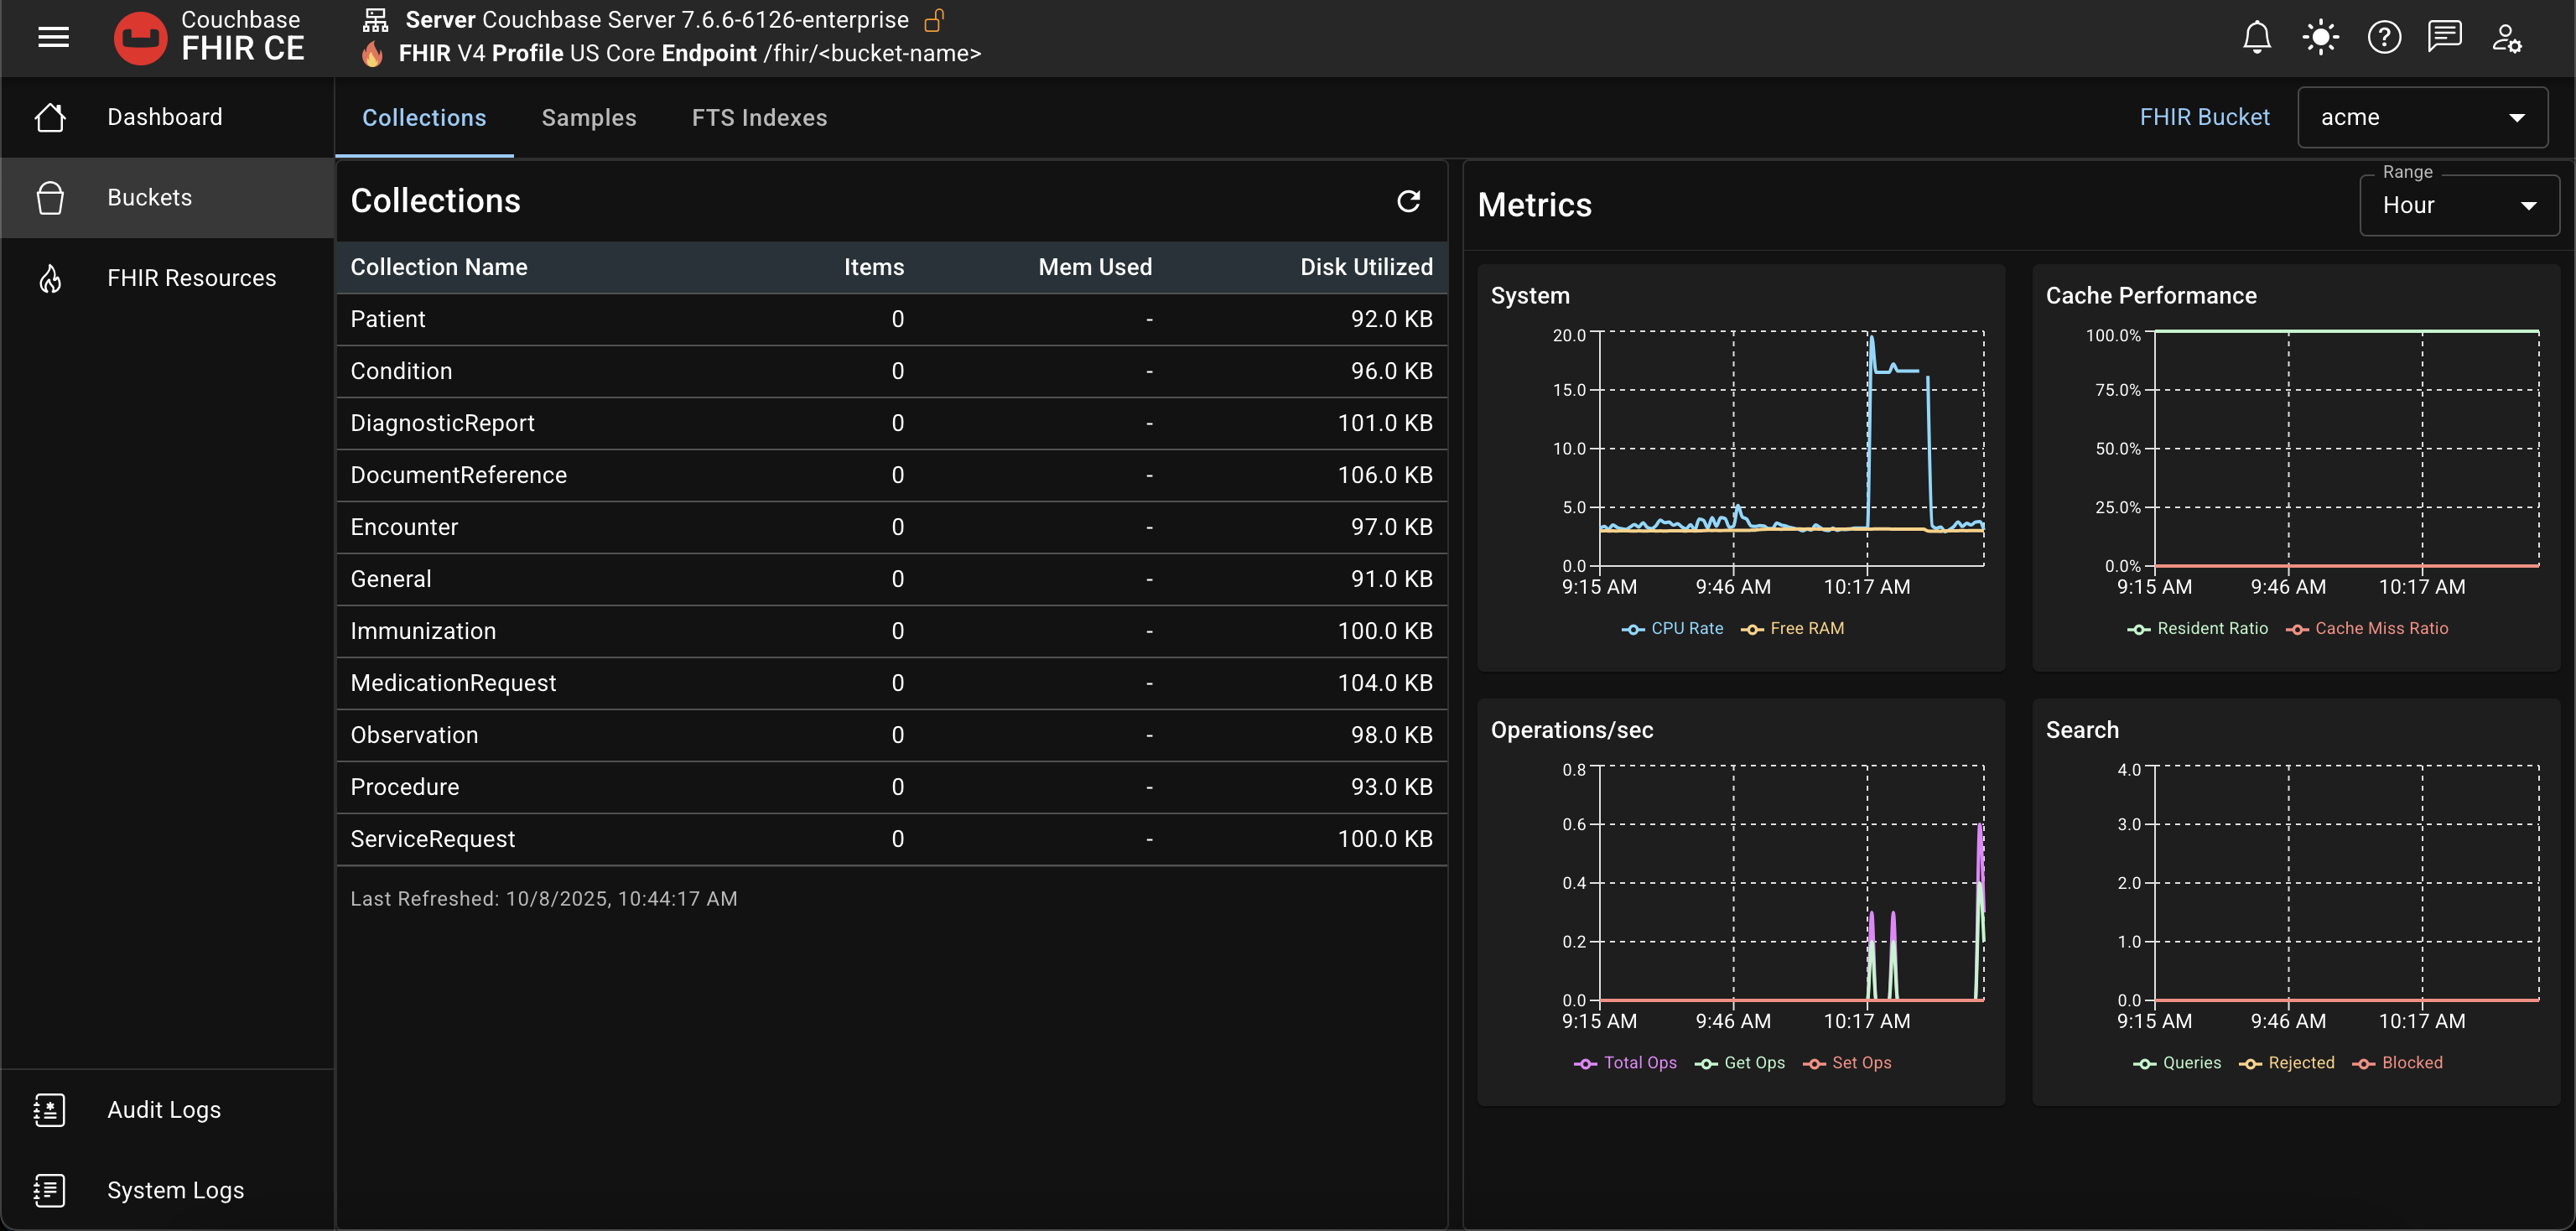 Couchbase
FHIR CE
Server Couchbase Server 7.6.6-6126-enterprise
FHIR V4 Profile US Core Endpoint /fhir/<bucket-name>
Dashboard
Buckets
FHIR Resources
Audit Logs
System Logs
Collections Samples FTS Indexes
FHIR Bucket acme
Collections
Collection Name Items Mem Used Disk Utilized
Patient 0 - 92.0 KB
Condition 0 - 96.0 KB
DiagnosticReport 0 - 101.0 KB
DocumentReference 0 - 106.0 KB
Encounter 0 - 97.0 KB
General 0 - 91.0 KB
Immunization 0 - 100.0 KB
MedicationRequest 0 - 104.0 KB
Observation 0 - 98.0 KB
Procedure 0 - 93.0 KB
ServiceRequest 0 - 100.0 KB
Last Refreshed: 10/8/2025, 10:44:17 AM
Metrics
Range
Hour
System
20.0
15.0
10.0
5.0
0.0
9:15 AM 9:46 AM 10:17 AM
CPU Rate Free RAM
Cache Performance
100.0%
75.0%
50.0%
25.0%
0.0%
9:15 AM 9:46 AM 10:17 AM
Resident Ratio Cache Miss Ratio
Operations/sec
0.8
0.6
0.4
0.2
0.0
9:15 AM 9:46 AM 10:17 AM
Total Ops Get Ops Set Ops
Search
4.0
3.0
2.0
1.0
0.0
9:15 AM 9:46 AM 10:17 AM
Queries Rejected Blocked